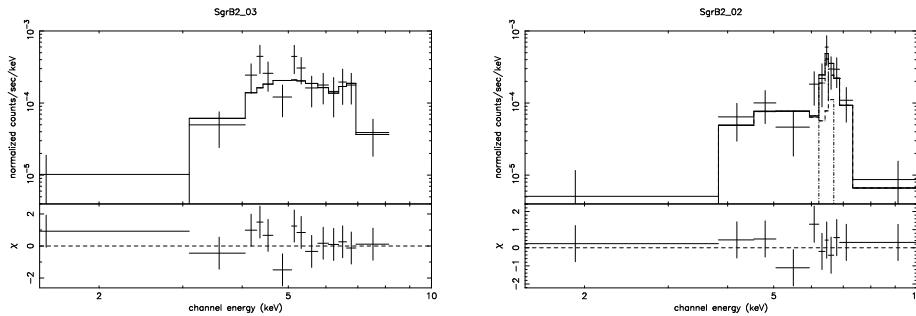 SgrB2_03
normalized counts/sec/keV
10⁻³
10⁻⁴
10⁻⁵
χ
2
0
−2
2
5
10
channel energy (keV)
SgrB2_02
normalized counts/sec/keV
10⁻³
10⁻⁴
10⁻⁵
χ
2
1
0
−1
−2
2
5
1
channel energy (keV)